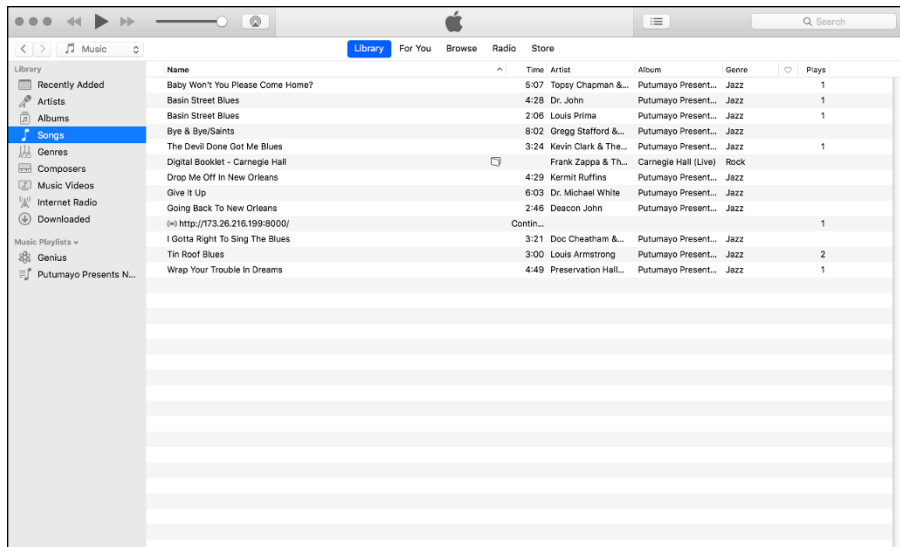 Search
Music
Library For You Browse Radio Store
Library
Recently Added
Artists
Albums
Songs
Genres
Composers
Music Videos
Internet Radio
Downloaded
Music Playlists
Genius
Putumayo Presents N...
Name Time Artist Album Genre Plays
Baby Won't You Please Come Home? 5:07 Topsy Chapman &... Putumayo Present... Jazz 1
Basin Street Blues 4:28 Dr. John Putumayo Present... Jazz 1
Basin Street Blues 2:06 Louis Prima Putumayo Present... Jazz 1
Bye & Bye/Saints 8:02 Gregg Stafford &... Putumayo Present... Jazz
The Devil Done Got Me Blues 3:24 Kevin Clark & The... Putumayo Present... Jazz 1
Digital Booklet - Carnegie Hall Frank Zappa & Th... Carnegie Hall (Live) Rock
Drop Me Off In New Orleans 4:29 Kermit Ruffins Putumayo Present... Jazz
Give It Up 6:03 Dr. Michael White Putumayo Present... Jazz
Going Back To New Orleans 2:46 Deacon John Putumayo Present... Jazz
http://173.26.216.199:8000/ Contin... 1
I Gotta Right To Sing The Blues 3:21 Doc Cheatham &... Putumayo Present... Jazz
Tin Roof Blues 3:00 Louis Armstrong Putumayo Present... Jazz 2
Wrap Your Trouble In Dreams 4:49 Preservation Hall... Putumayo Present... Jazz 1